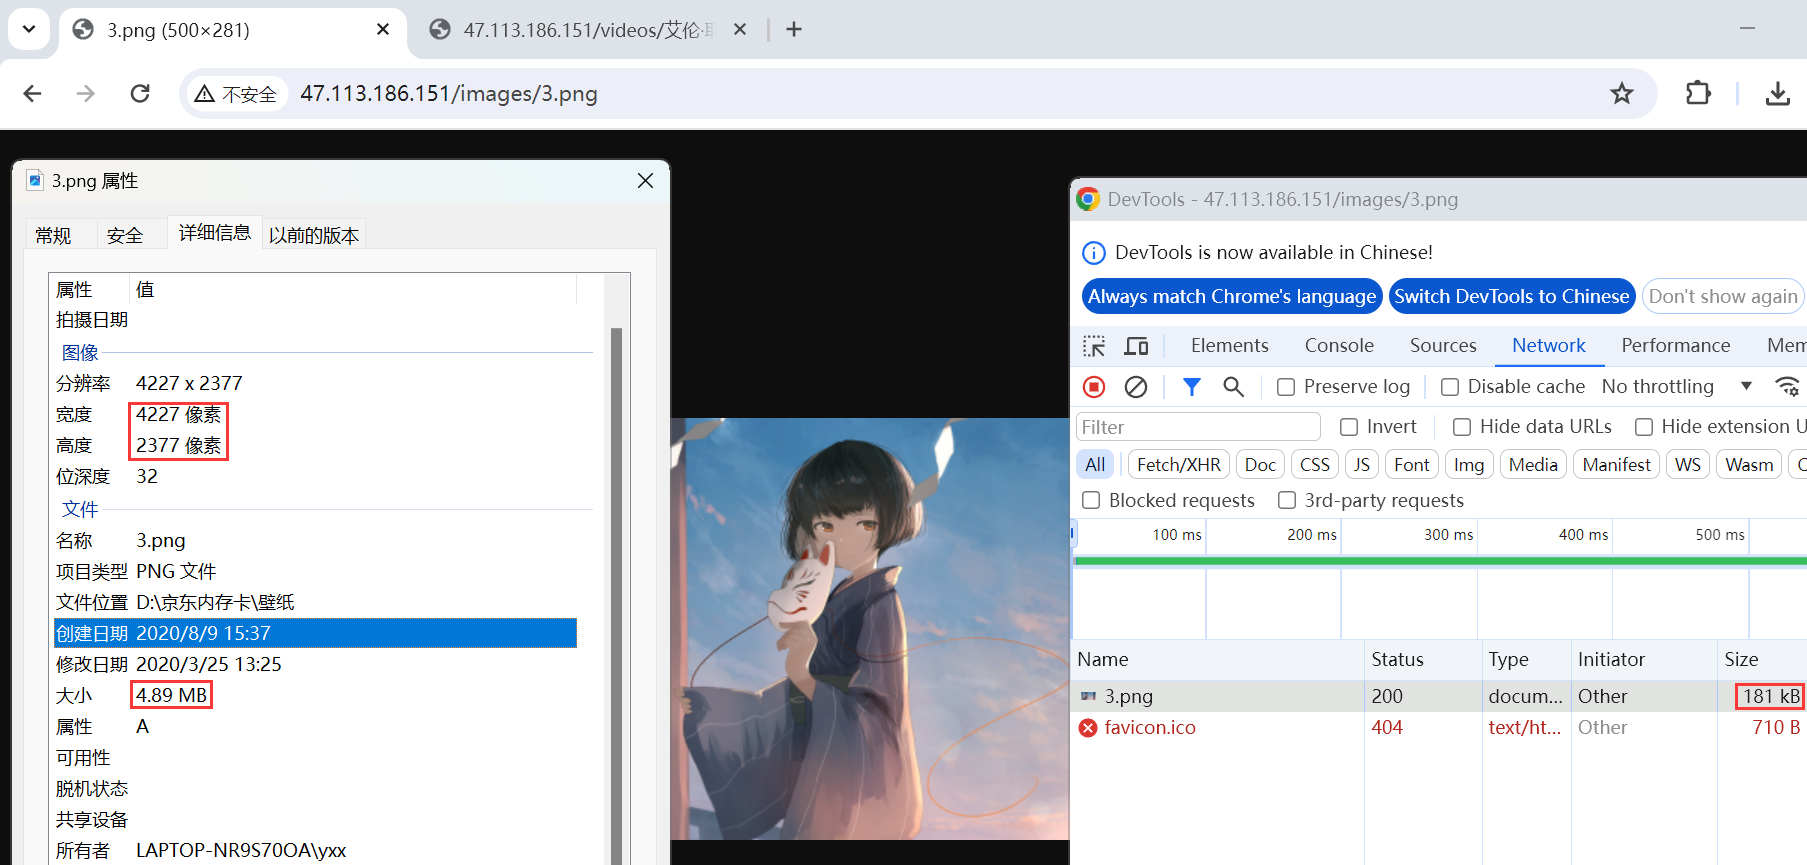 3.png (500×281)
47.113.186.151/videos/艾伦·
不安全
47.113.186.151/images/3.png
3.png 属性
常规
安全
详细信息
以前的版本
属性 值
拍摄日期
图像
分辨率 4227 x 2377
宽度 4227 像素
高度 2377 像素
位深度 32
文件
名称 3.png
项目类型 PNG 文件
文件位置 D:\京东内存卡\壁纸
创建日期 2020/8/9 15:37
修改日期 2020/3/25 13:25
大小 4.89 MB
属性 A
可用性
脱机状态
共享设备
所有者 LAPTOP-NR9S70OA\yxx
DevTools - 47.113.186.151/images/3.png
DevTools is now available in Chinese!
Always match Chrome's language Switch DevTools to Chinese Don't show again
Elements Console Sources Network Performance Mem
Preserve log Disable cache No throttling
Filter Invert Hide data URLs Hide extension U
All Fetch/XHR Doc CSS JS Font Img Media Manifest WS Wasm
Blocked requests 3rd-party requests
100 ms 200 ms 300 ms 400 ms 500 ms
Name Status Type Initiator Size
3.png 200 docum... Other 181 kB
favicon.ico 404 text/ht... Other 710 B